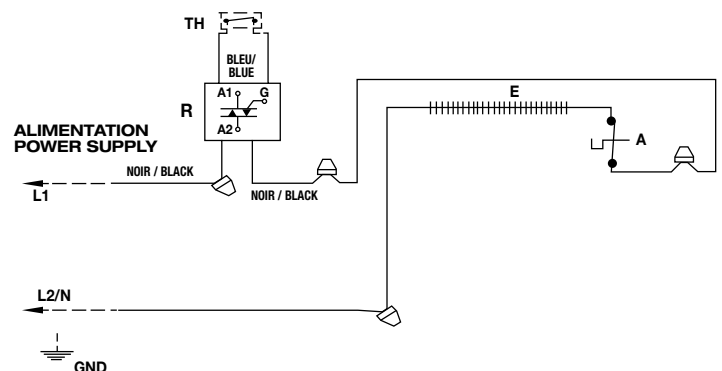 TH
BLEU/
BLUE
A1 G
R
A2
E
A
ALIMENTATION
POWER SUPPLY
NOIR / BLACK
L1
NOIR / BLACK
L2/N
GND